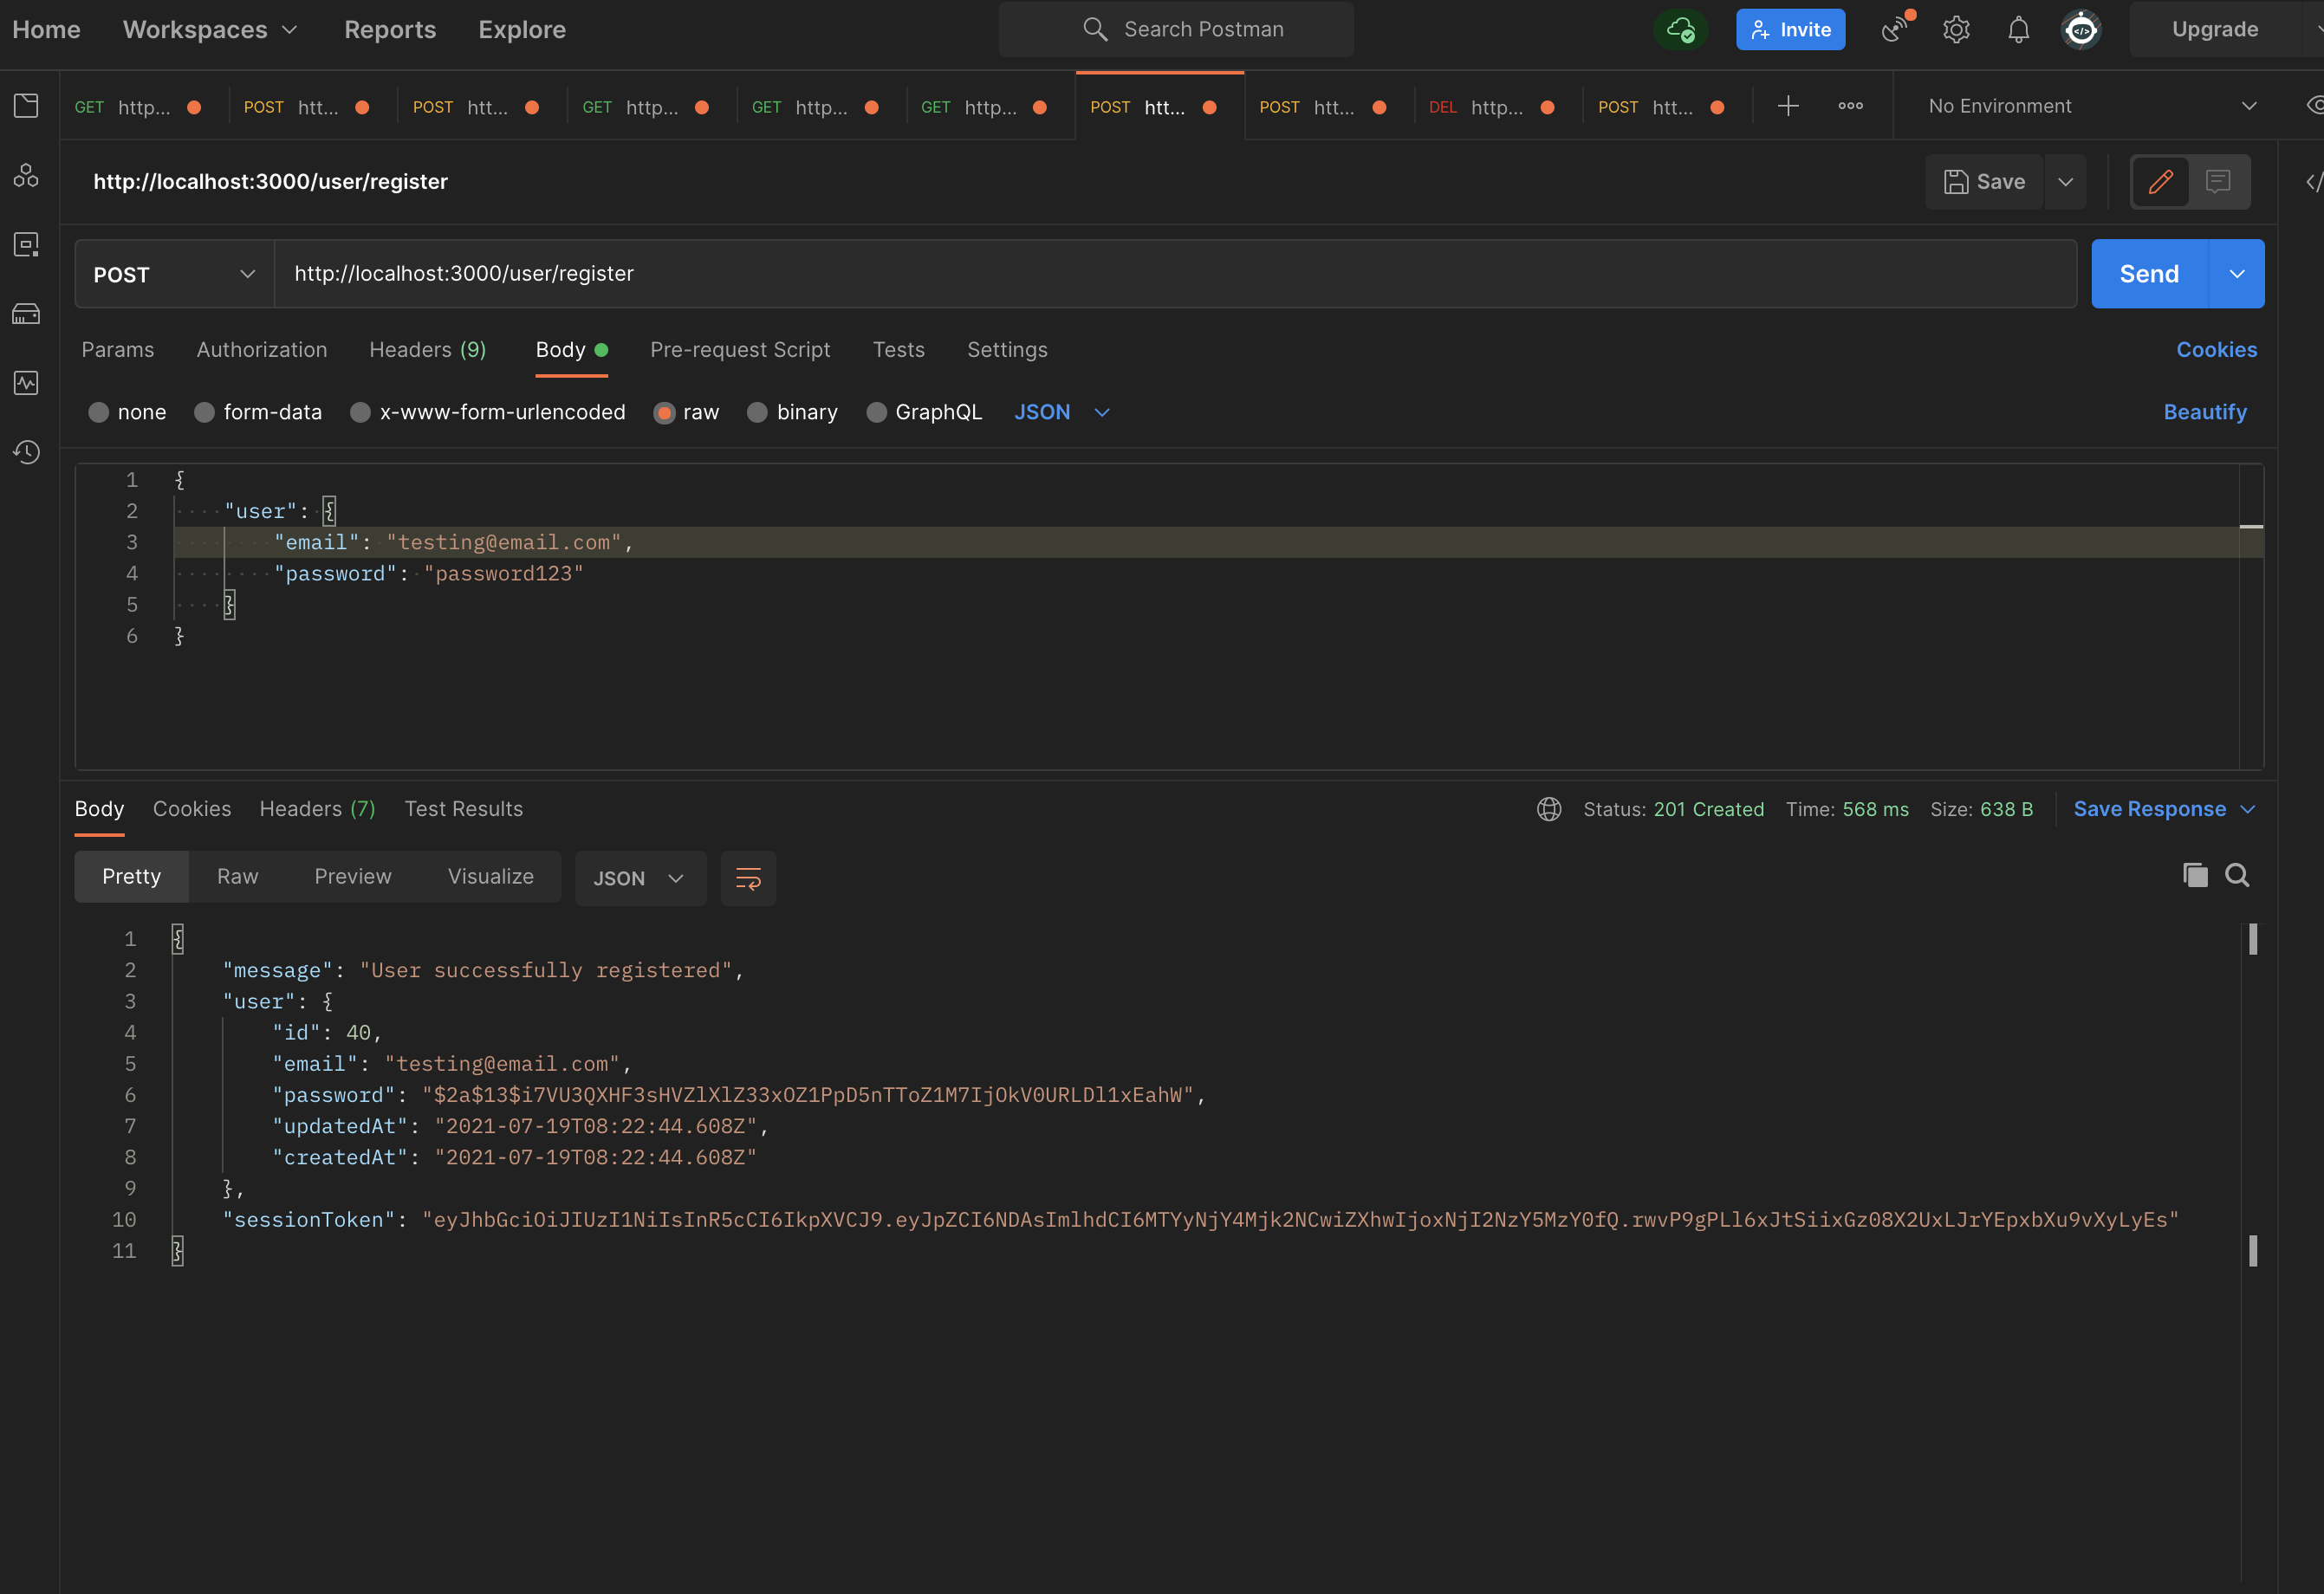 Home Workspaces Reports Explore Search Postman Invite Upgrade
GET http... POST htt... POST htt... GET http... GET http... GET http... POST htt... POST htt... DEL http... POST htt... No Environment
http://localhost:3000/user/register Save
POST http://localhost:3000/user/register Send
Params Authorization Headers (9) Body Pre-request Script Tests Settings Cookies
none form-data x-www-form-urlencoded raw binary GraphQL JSON Beautify
1 {
2 "user": {
3 "email": "testing@email.com",
4 "password": "password123"
5 }
6 }
Body Cookies Headers (7) Test Results Status: 201 Created Time: 568 ms Size: 638 B Save Response
Pretty Raw Preview Visualize JSON
1 {
2 "message": "User successfully registered",
3 "user": {
4 "id": 40,
5 "email": "testing@email.com",
6 "password": "$2a$13$i7VU3QXHF3sHVZlXlZ33xOZ1PpD5nTToZ1M7IjOkV0URLDl1xEahW",
7 "updatedAt": "2021-07-19T08:22:44.608Z",
8 "createdAt": "2021-07-19T08:22:44.608Z"
9 },
10 "sessionToken": "eyJhbGciOiJIUzI1NiIsInR5cCI6IkpXVCJ9.eyJpZCI6NDAsImlhdCI6MTYyNjY4Mjk2NCwiZXhwIjoxNjI2NzY5MzY0fQ.rwvP9gPLl6xJtSiixGz08X2UxLJrYEpxbXu9vXyLyEs"
11 }